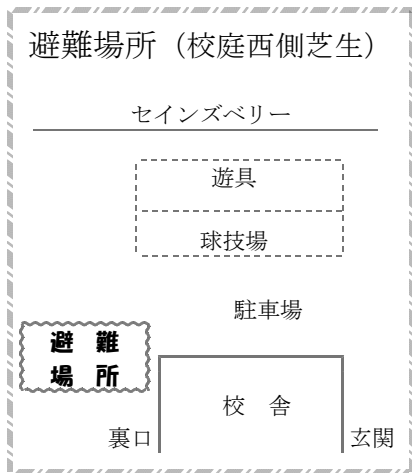 避難場所（校庭西側芝生）
セインズベリー
遊具
球技場
駐車場
避 難
場 所
校 舎
裏口
玄関